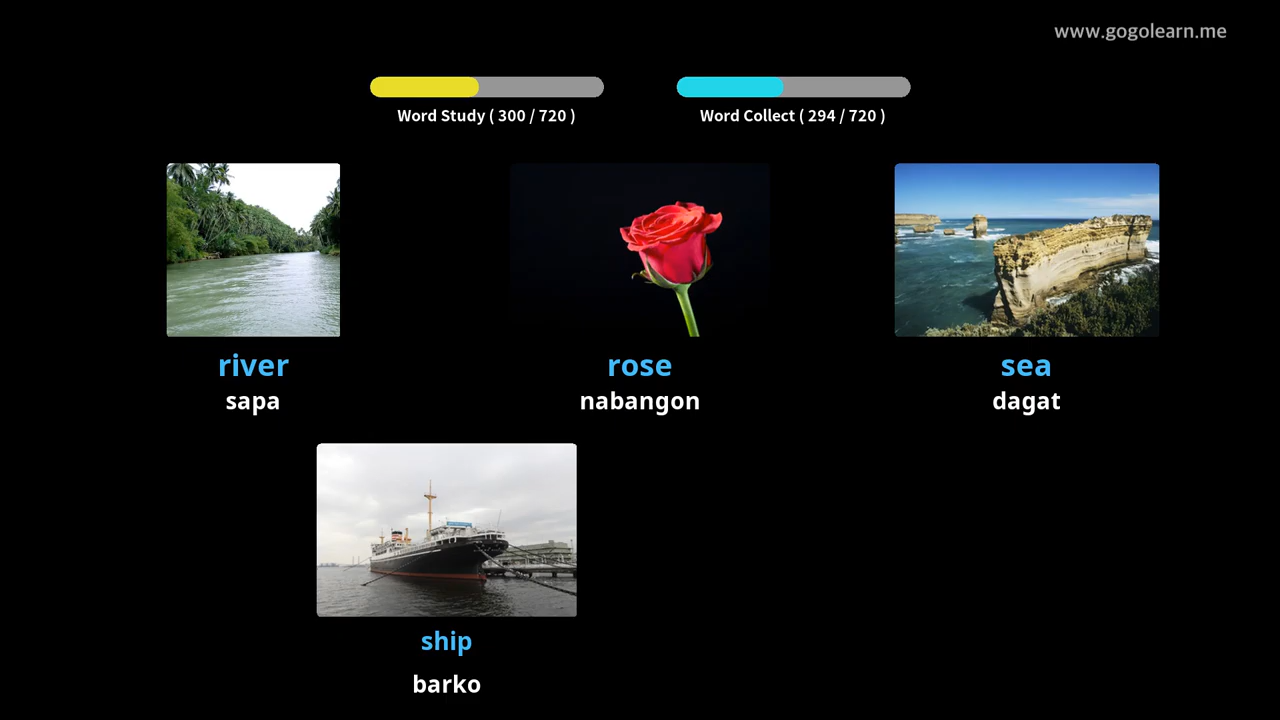 www.gogolearn.me
Word Study ( 300 / 720 )
Word Collect ( 294 / 720 )
river
sapa
rose
nabangon
sea
dagat
ship
barko